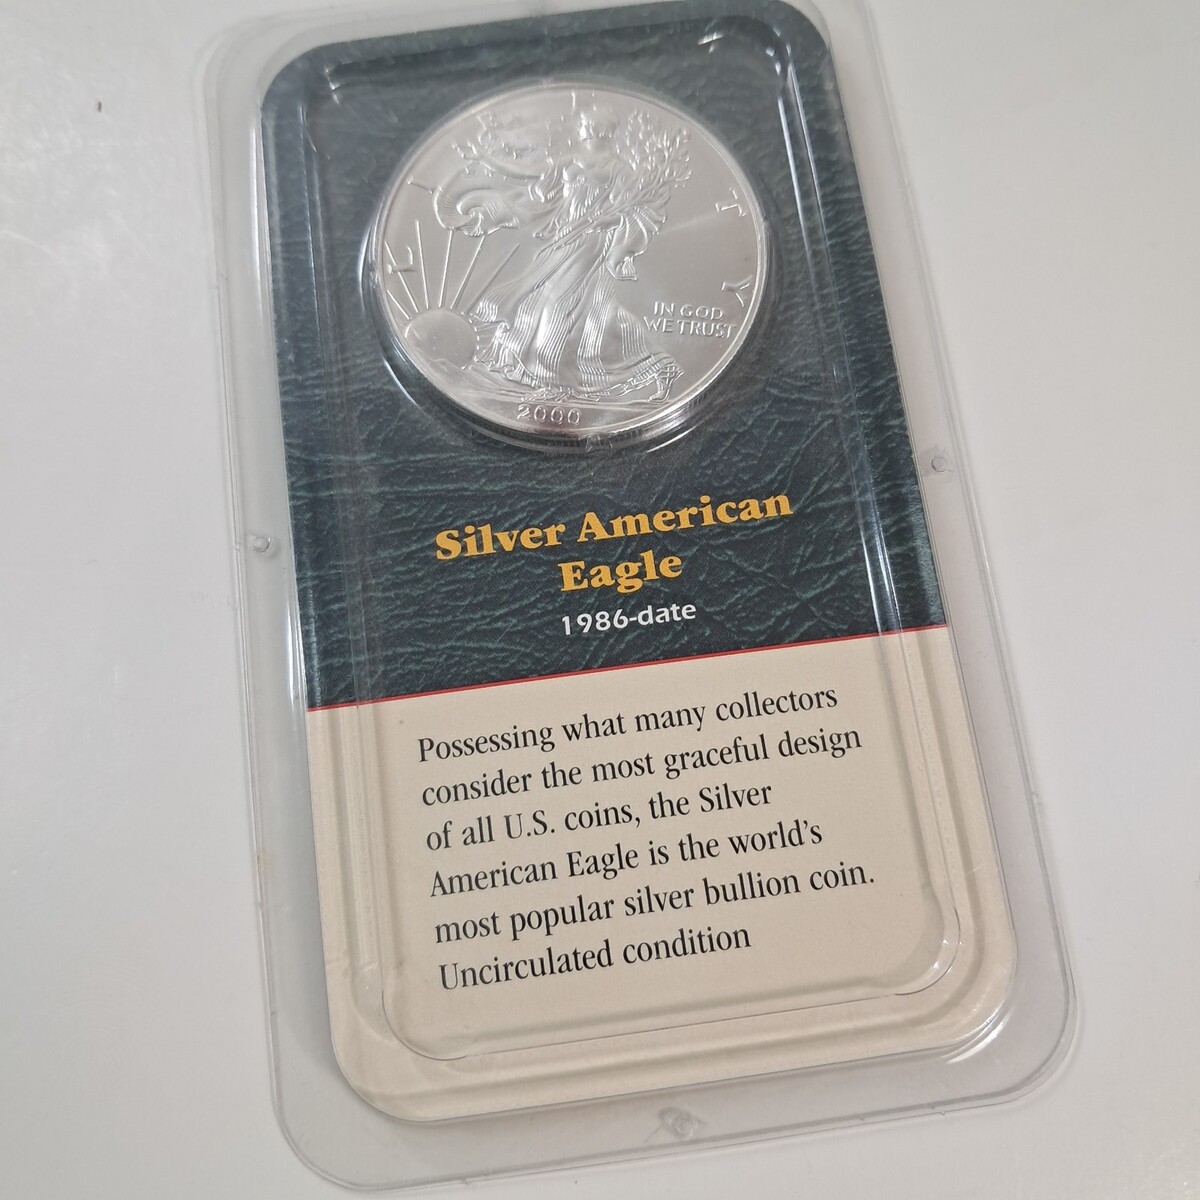 L I T Y
IN GOD
WE TRUST
2000
Silver American
Eagle
1986-date
Possessing what many collectors
consider the most graceful design
of all U.S. coins, the Silver
American Eagle is the world's
most popular silver bullion coin.
Uncirculated condition